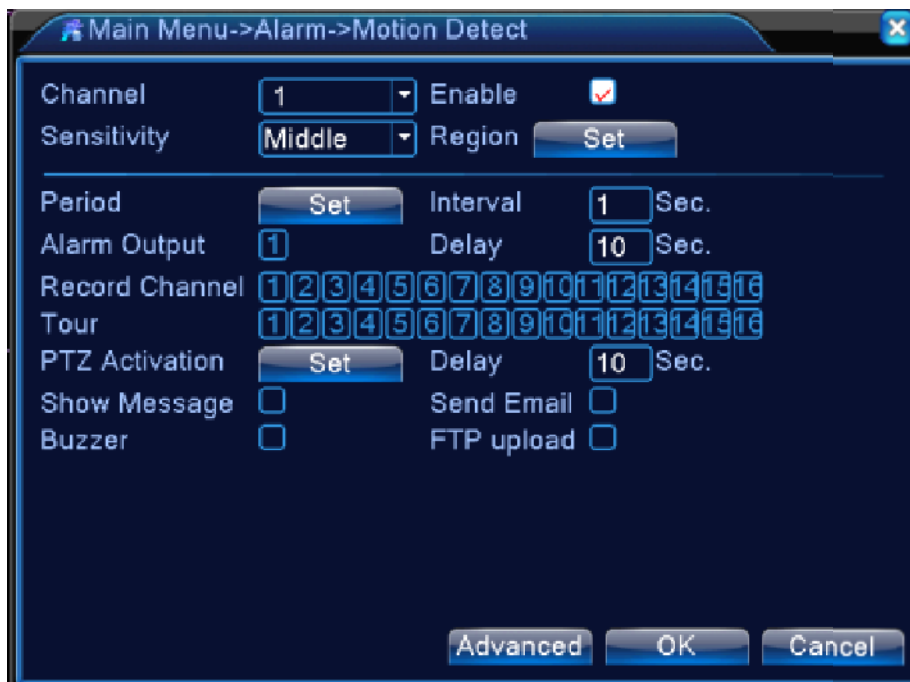 Main Menu->Alarm->Motion Detect
Channel 1 Enable
Sensitivity Middle Region Set
Period Set Interval 1 Sec.
Alarm Output 1 Delay 10 Sec.
Record Channel 1 2 3 4 5 6 7 8 9 10 11 12 13 14 15 16
Tour 1 2 3 4 5 6 7 8 9 10 11 12 13 14 15 16
PTZ Activation Set Delay 10 Sec.
Show Message Send Email
Buzzer FTP upload
Advanced OK Cancel